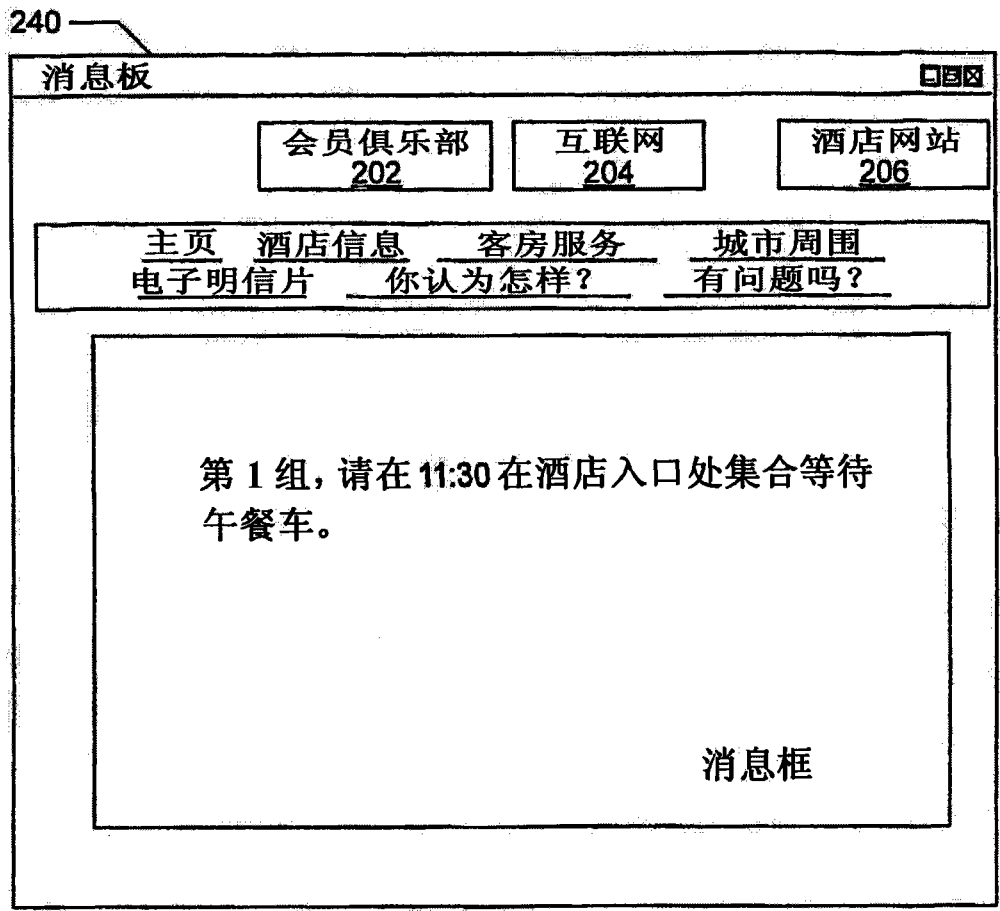 240
消息板
会员俱乐部 互联网 酒店网站
202 204 206
主页 酒店信息 客房服务 城市周围
电子明信片 你认为怎样？ 有问题吗？
第 1 组，请在 11:30 在酒店入口处集合等待
午餐车。
消息框